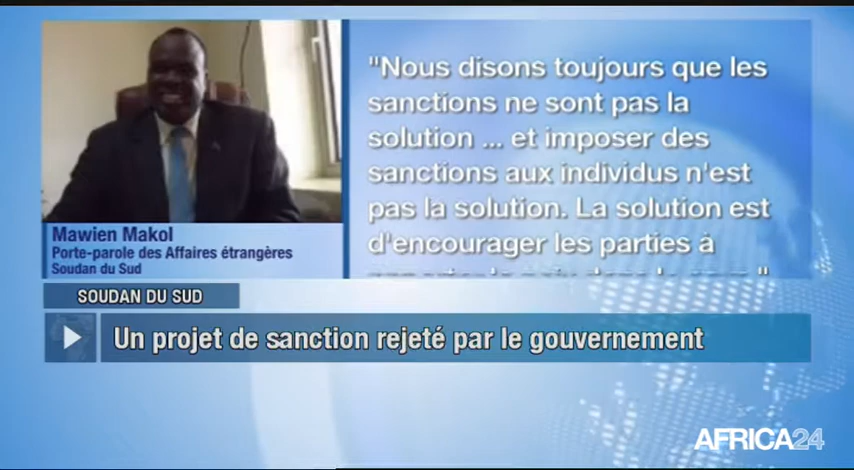 "Nous disons toujours que les
sanctions ne sont pas la
solution ... et imposer des
sanctions aux individus n'est
pas la solution. La solution est
d'encourager les parties à
Mawien Makol
Porte-parole des Affaires étrangères
Soudan du Sud
SOUDAN DU SUD
Un projet de sanction rejeté par le gouvernement
AFRICA24